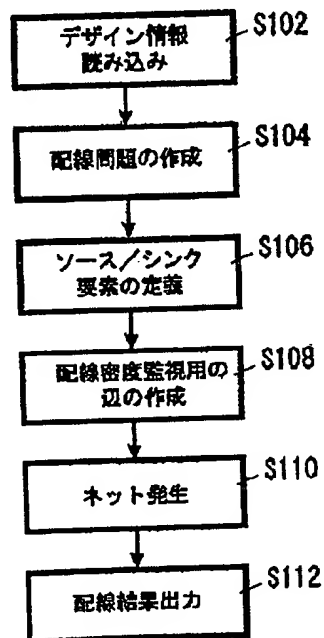 デザイン情報
読み込み
S102
配線問題の作成
S104
ソース／シンク
要素の定義
S106
配線密度監視用の
辺の作成
S108
ネット発生
S110
配線結果出力
S112